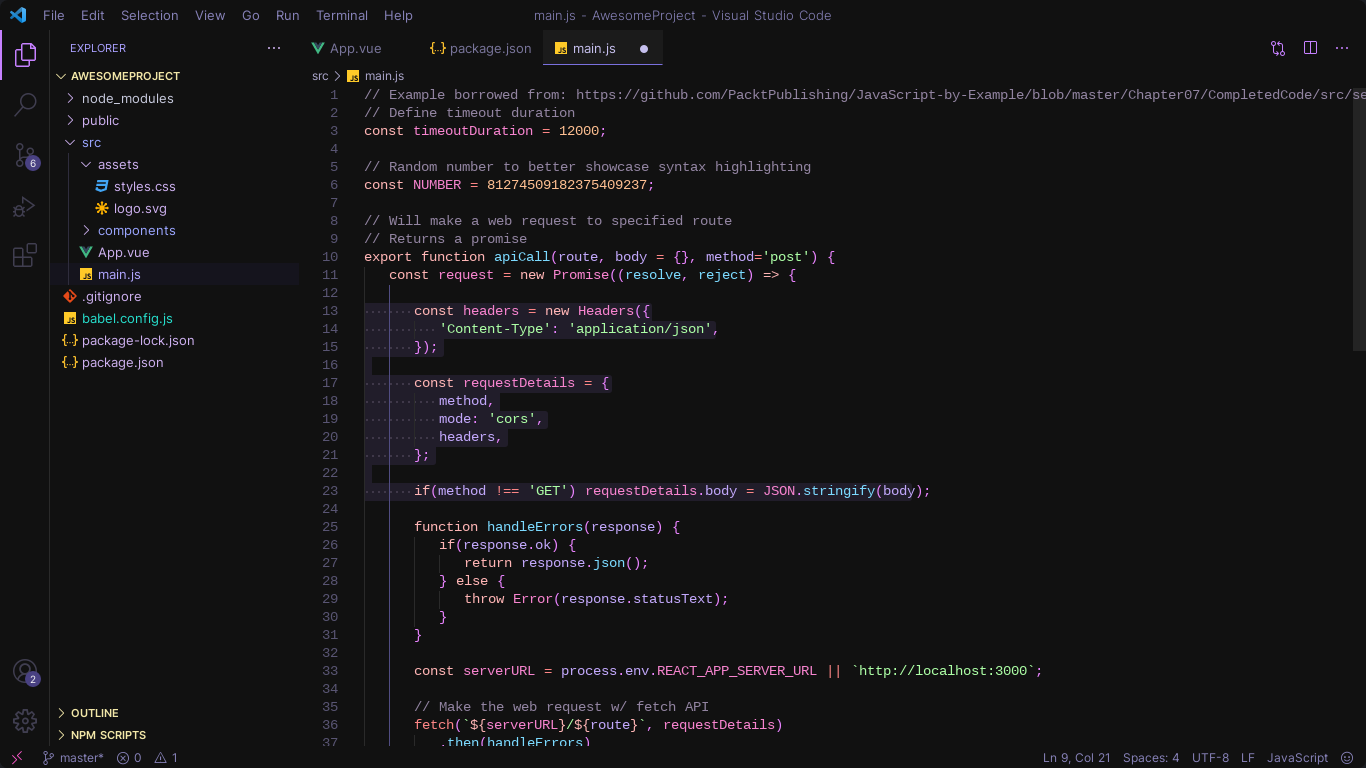 File Edit Selection View Go Run Terminal Help
main.js - AwesomeProject - Visual Studio Code
EXPLORER
App.vue
{..} package.json
JS main.js
AWESOMEPROJECT
node_modules
public
src
assets
styles.css
logo.svg
components
App.vue
JS main.js
.gitignore
JS babel.config.js
{..} package-lock.json
{..} package.json
OUTLINE
NPM SCRIPTS
6
2
src > JS main.js
1 // Example borrowed from: https://github.com/PacktPublishing/JavaScript-by-Example/blob/master/Chapter07/CompletedCode/src/se
2 // Define timeout duration
3 const timeoutDuration = 12000;
4
5 // Random number to better showcase syntax highlighting
6 const NUMBER = 81274509182375409237;
7
8 // Will make a web request to specified route
9 // Returns a promise
10 export function apiCall(route, body = {}, method='post') {
11 const request = new Promise((resolve, reject) => {
12
13 const headers = new Headers({
14 'Content-Type': 'application/json',
15 });
16
17 const requestDetails = {
18 method,
19 mode: 'cors',
20 headers,
21 };
22
23 if(method !== 'GET') requestDetails.body = JSON.stringify(body);
24
25 function handleErrors(response) {
26 if(response.ok) {
27 return response.json();
28 } else {
29 throw Error(response.statusText);
30 }
31 }
32
33 const serverURL = process.env.REACT_APP_SERVER_URL || `http://localhost:3000`;
34
35 // Make the web request w/ fetch API
36 fetch(`${serverURL}/${route}`, requestDetails)
37 .then(handleErrors)
master* 0 1
Ln 9, Col 21 Spaces: 4 UTF-8 LF JavaScript